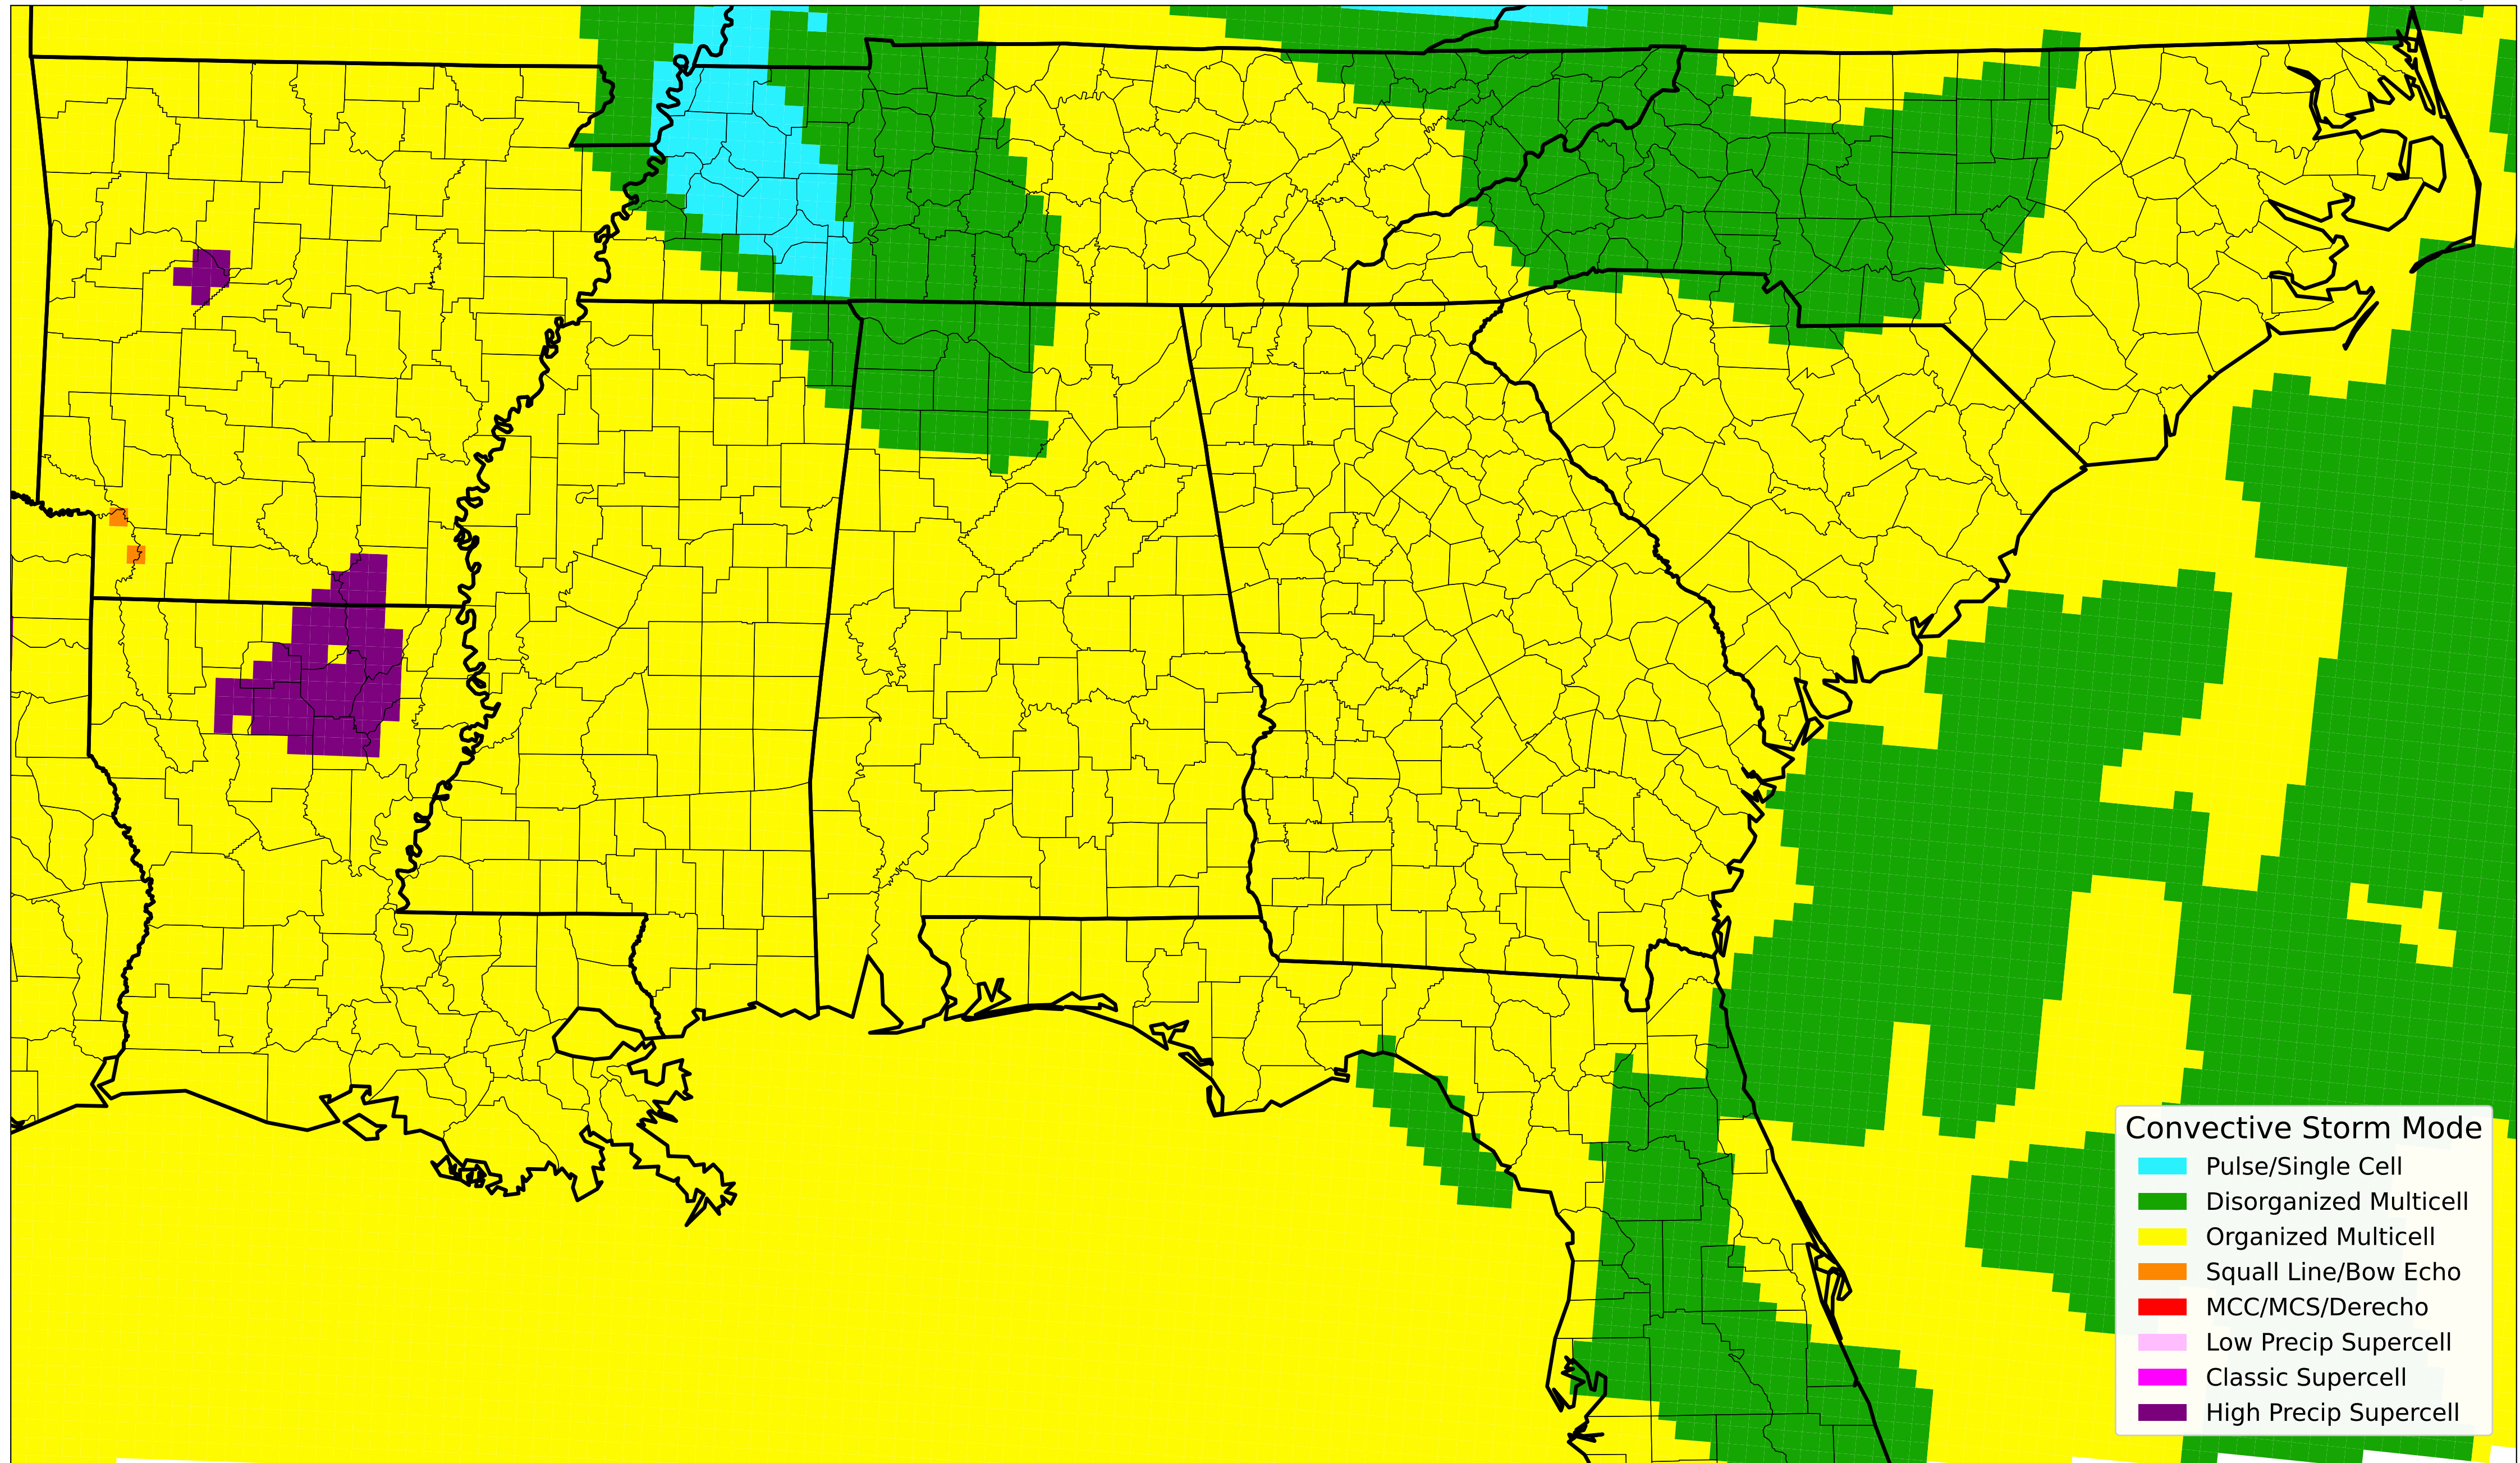 Convective Storm Mode
Pulse/Single Cell
Disorganized Multicell
Organized Multicell
Squall Line/Bow Echo
MCC/MCS/Derecho
Low Precip Supercell
Classic Supercell
High Precip Supercell